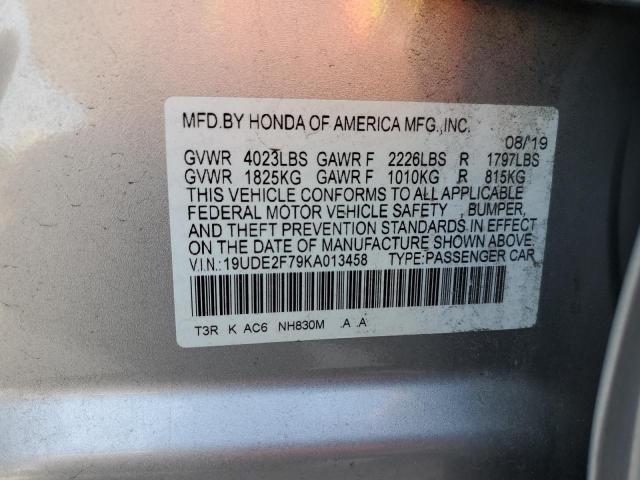 MFD.BY HONDA OF AMERICA MFG.,INC.
08/19
GVWR 4023LBS GAWR F 2226LBS R 1797LBS
GVWR 1825KG GAWR F 1010KG R 815KG
THIS VEHICLE CONFORMS TO ALL APPLICABLE
FEDERAL MOTOR VEHICLE SAFETY , BUMPER,
AND THEFT PREVENTION STANDARDS IN EFFECT
ON THE DATE OF MANUFACTURE SHOWN ABOVE.
V.I.N.:19UDE2F79KA013458 TYPE:PASSENGER CAR
T3R K AC6 NH830M .A .A